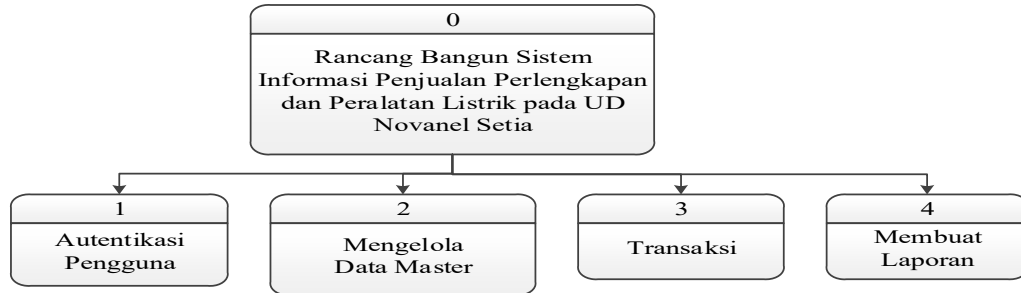 0
Rancang Bangun Sistem
Informasi Penjualan Perlengkapan
dan Peralatan Listrik pada UD
Novanel Setia
1
Autentikasi
Pengguna
2
Mengelola
Data Master
3
Transaksi
4
Membuat
Laporan